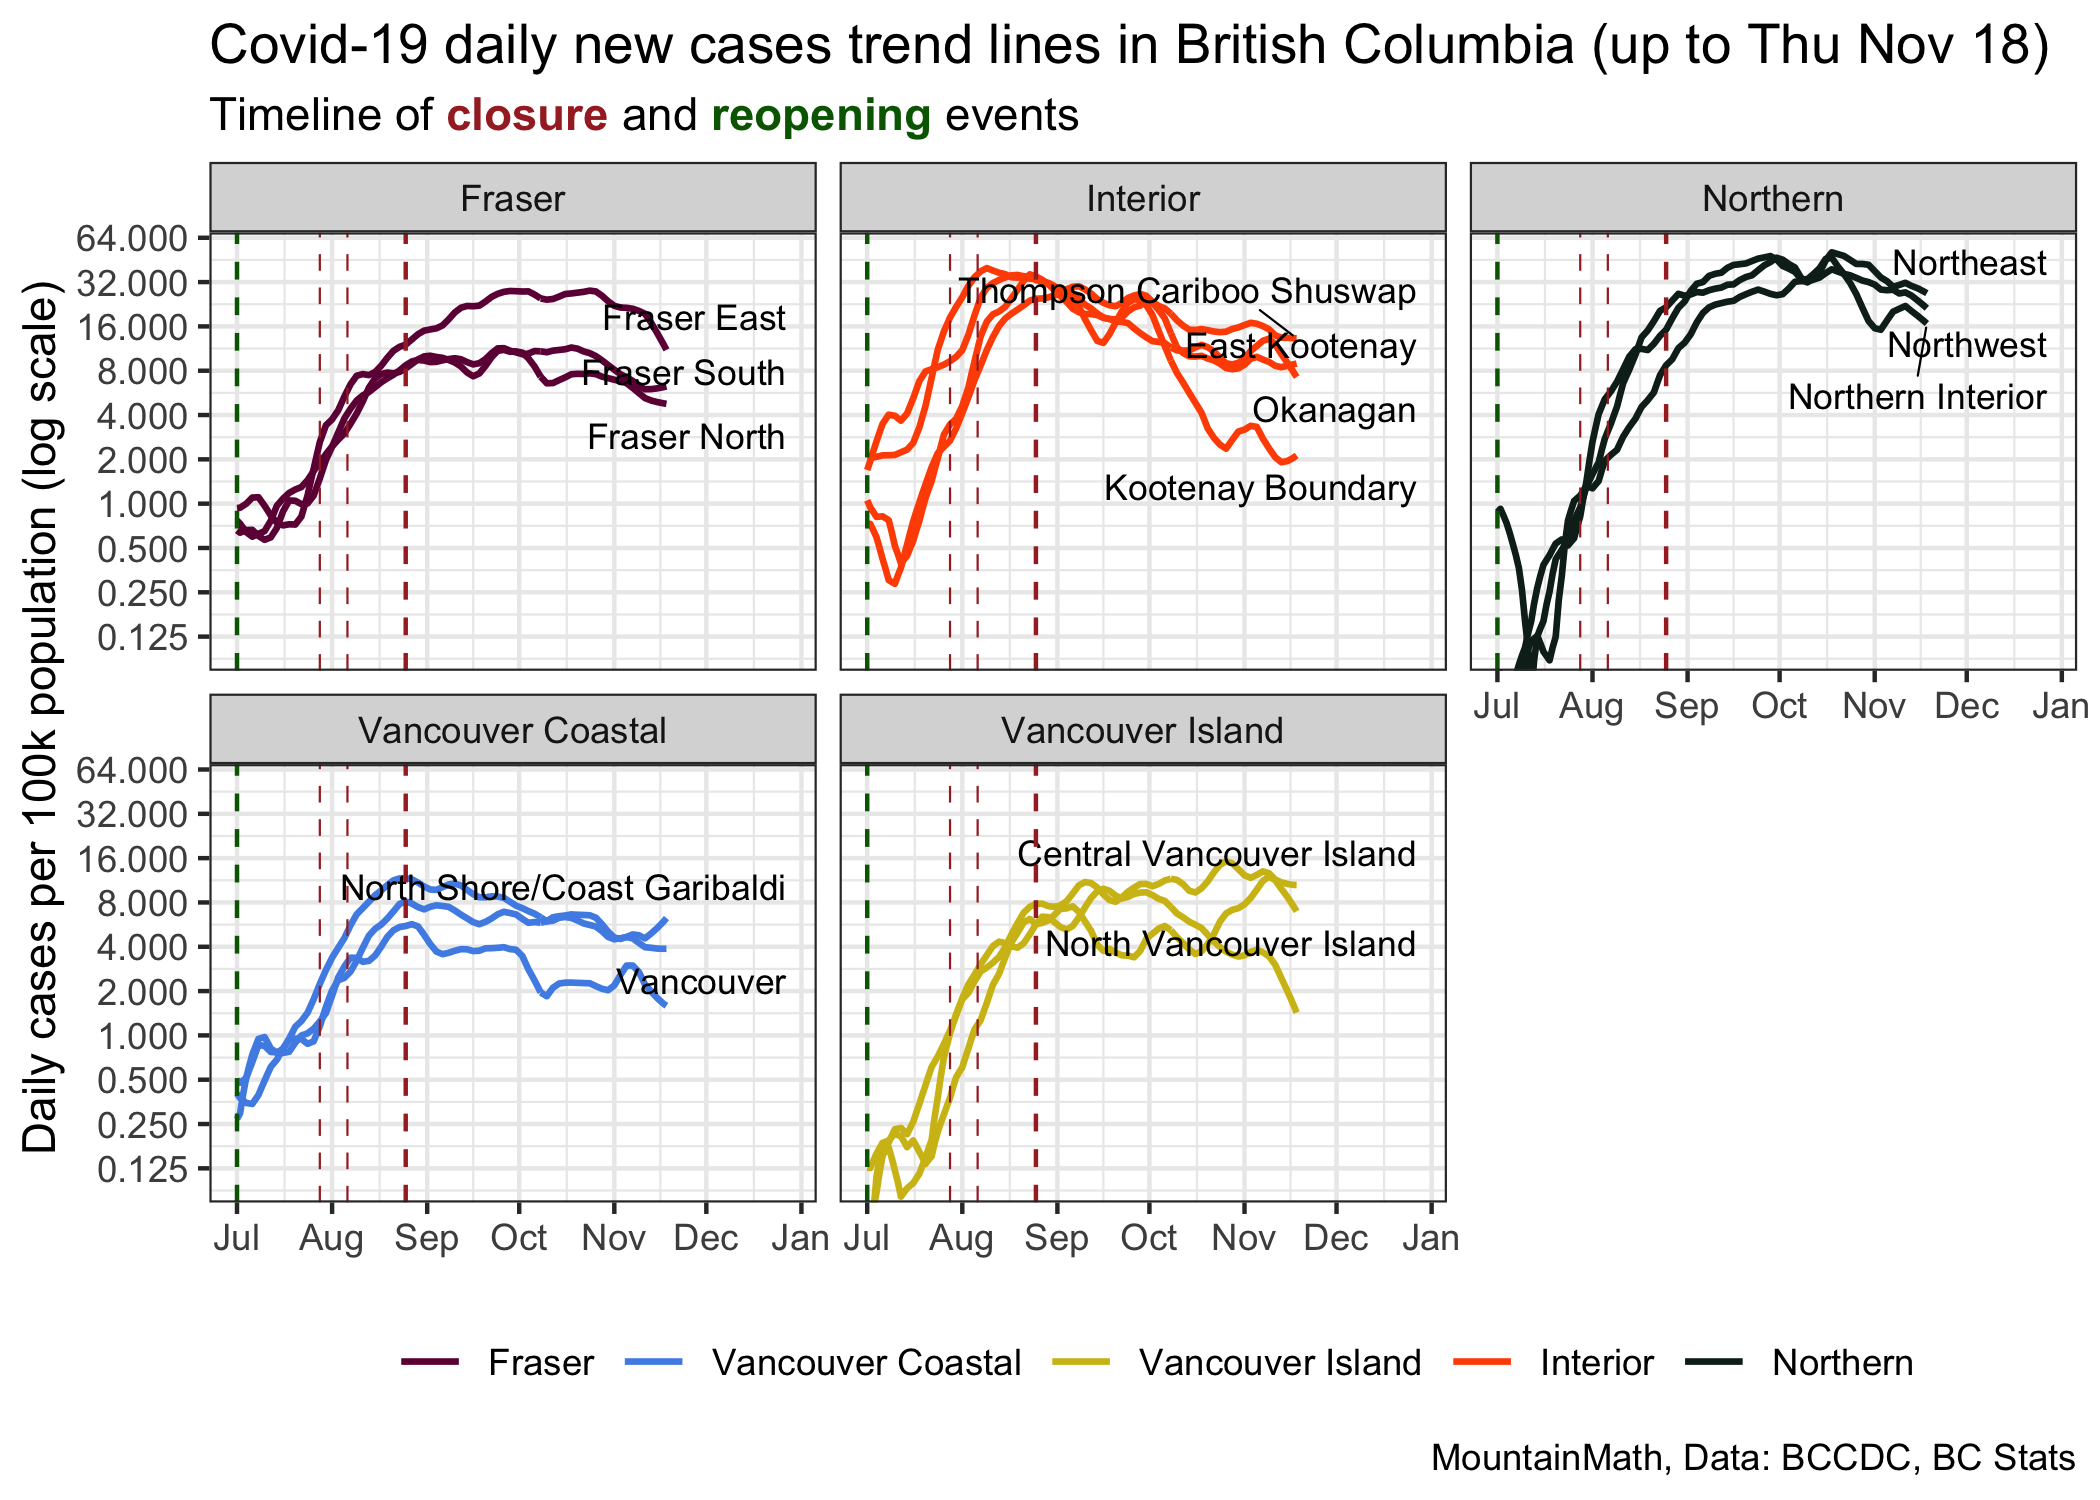 Covid-19 daily new cases trend lines in British Columbia (up to Thu Nov 18)
Timeline of closure and reopening events
Daily cases per 100k population (log scale)
Fraser
64.000
32.000
16.000
8.000
4.000
2.000
1.000
0.500
0.250
0.125
Fraser East
Fraser South
Fraser North
Interior
Thompson Cariboo Shuswap
East Kootenay
Okanagan
Kootenay Boundary
Northern
Northeast
Northwest
Northern Interior
Jul Aug Sep Oct Nov Dec Jan
Vancouver Coastal
64.000
32.000
16.000
8.000
4.000
2.000
1.000
0.500
0.250
0.125
North Shore/Coast Garibaldi
Vancouver
Jul Aug Sep Oct Nov Dec Jan
Vancouver Island
Central Vancouver Island
North Vancouver Island
Jul Aug Sep Oct Nov Dec Jan
Fraser Vancouver Coastal Vancouver Island Interior Northern
MountainMath, Data: BCCDC, BC Stats